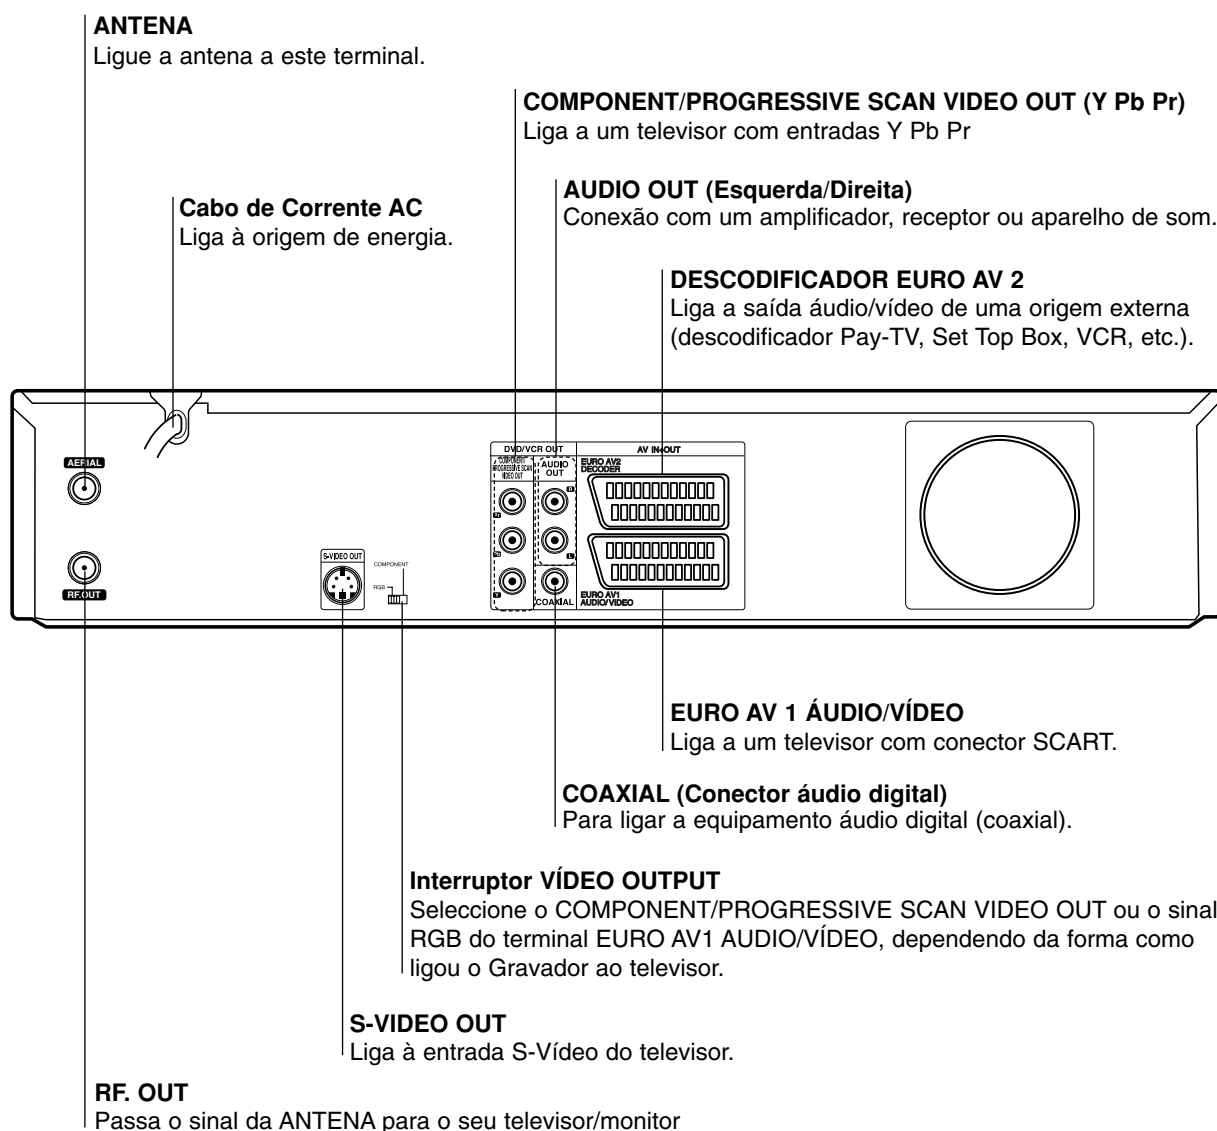 ANTENA
Ligue a antena a este terminal.
COMPONENT/PROGRESSIVE SCAN VIDEO OUT (Y Pb Pr)
Liga a um televisor com entradas Y Pb Pr
AUDIO OUT (Esquerda/Direita)
Conexão com um amplificador, receptor ou aparelho de som.
Cabo de Corrente AC
Liga à origem de energia.
DESCODIFICADOR EURO AV 2
Liga a saída áudio/vídeo de uma origem externa
(descodificador Pay-TV, Set Top Box, VCR, etc.).
AERIAL
RF.OUT
S-VIDEO OUT
COMPONENT
RGB
DVD/VCR OUT
AV IN•OUT
COMPONENT
PROGRESSIVE SCAN
VIDEO OUT
AUDIO
OUT
EURO AV2
DECODER
Pr
R
Pb
L
Y
COAXIAL
EURO AV1
AUDIO/VIDEO
EURO AV 1 ÁUDIO/VÍDEO
Liga a um televisor com conector SCART.
COAXIAL (Conector áudio digital)
Para ligar a equipamento áudio digital (coaxial).
Interruptor VÍDEO OUTPUT
Seleccione o COMPONENT/PROGRESSIVE SCAN VIDEO OUT ou o sinal
RGB do terminal EURO AV1 AUDIO/VÍDEO, dependendo da forma como
ligou o Gravador ao televisor.
S-VIDEO OUT
Liga à entrada S-Vídeo do televisor.
RF. OUT
Passa o sinal da ANTENA para o seu televisor/monitor